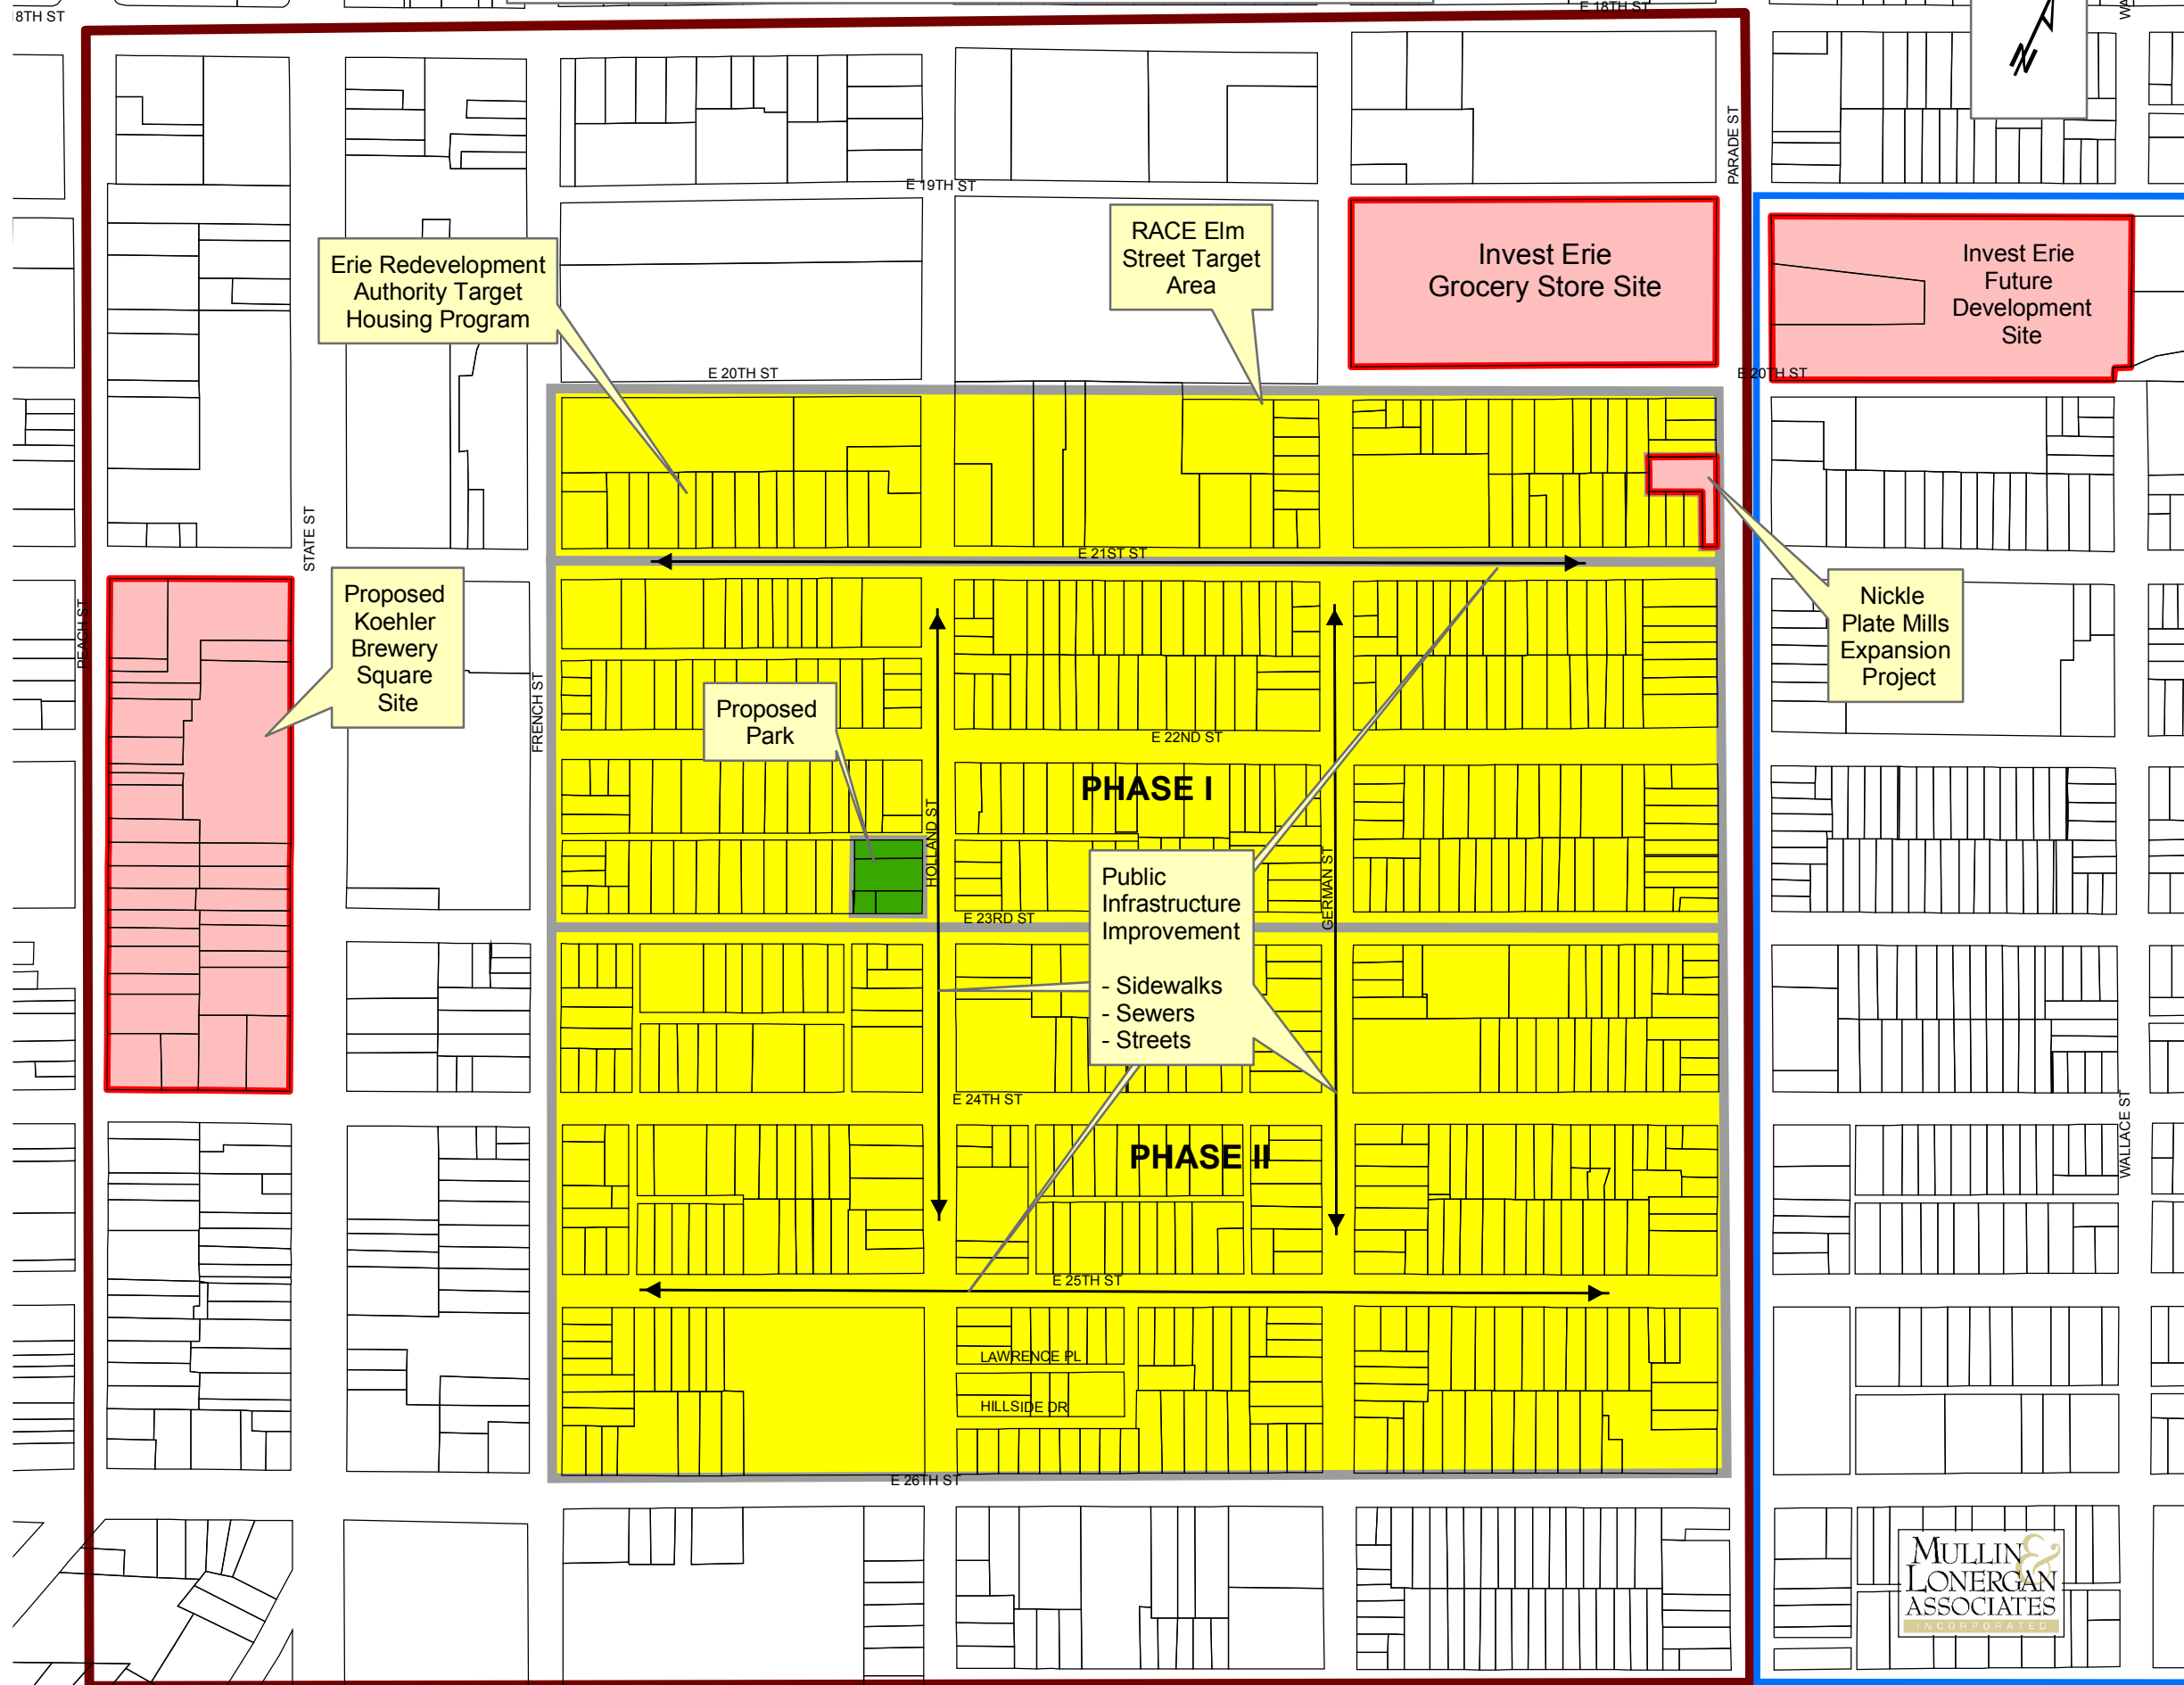 8TH ST
E 18TH ST
N
PARADE ST
E 19TH ST
RACE Elm
Street Target
Area
Invest Erie
Grocery Store Site
Invest Erie
Future
Development
Site
Erie Redevelopment
Authority Target
Housing Program
E 20TH ST
E 20TH ST
STATE ST
E 21ST ST
Proposed
Koehler
Brewery
Square
Site
Nickle
Plate Mills
Expansion
Project
PEACH ST
FRENCH ST
Proposed
Park
E 22ND ST
PHASE I
HOLLAND ST
GERMAN ST
Public
Infrastructure
Improvement
- Sidewalks
- Sewers
- Streets
E 23RD ST
E 24TH ST
PHASE II
WALLACE ST
E 25TH ST
LAWRENCE PL
HILLSIDE DR
E 26TH ST
MULLIN &
LONERGAN
ASSOCIATES
INCORPORATED